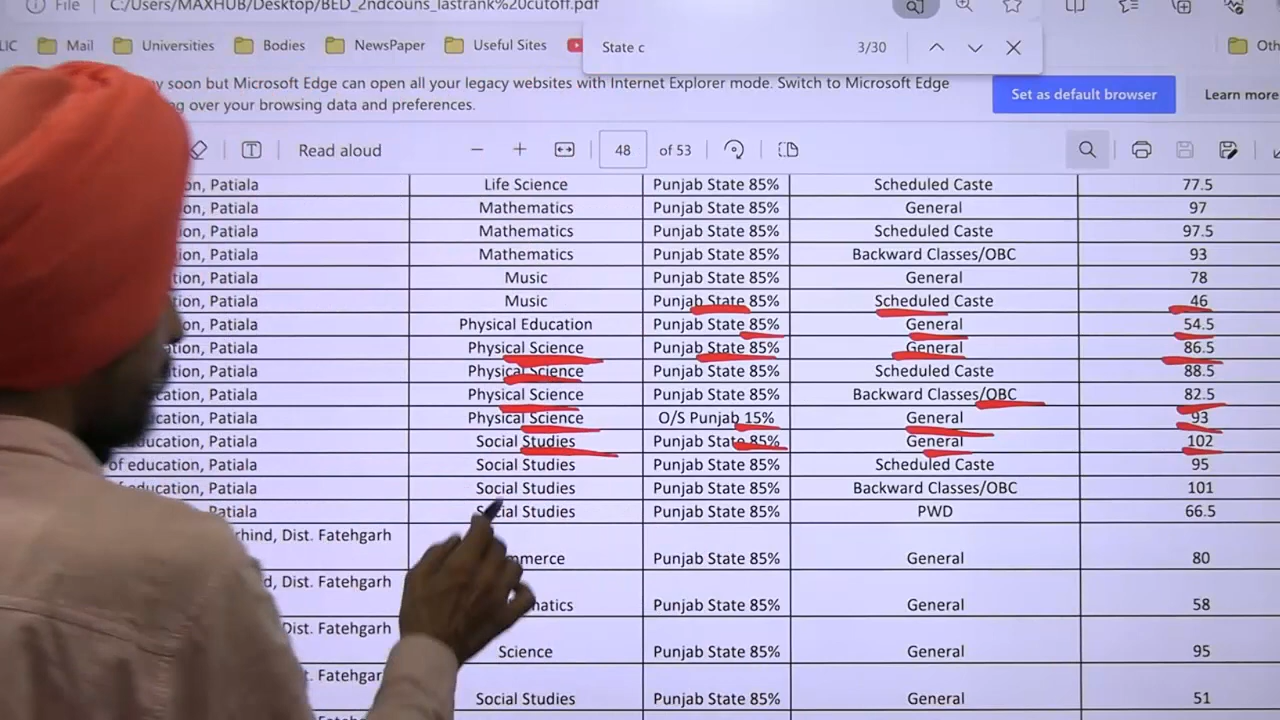 File C:/Users/MAXHUB/Desktop/BED_2ndcouns_lastrank%20cutoff.pdf
LIC Mail Universities Bodies NewsPaper Useful Sites Oth
State c 3/30
y soon but Microsoft Edge can open all your legacy websites with Internet Explorer mode. Switch to Microsoft Edge
g over your browsing data and preferences.
Set as default browser Learn more
Read aloud 48 of 53
on, Patiala Life Science Punjab State 85% Scheduled Caste 77.5
on, Patiala Mathematics Punjab State 85% General 97
ion, Patiala Mathematics Punjab State 85% Scheduled Caste 97.5
ion, Patiala Mathematics Punjab State 85% Backward Classes/OBC 93
tion, Patiala Music Punjab State 85% General 78
tion, Patiala Music Punjab State 85% Scheduled Caste 46
tion, Patiala Physical Education Punjab State 85% General 54.5
ation, Patiala Physical Science Punjab State 85% General 86.5
ation, Patiala Physical Science Punjab State 85% Scheduled Caste 88.5
cation, Patiala Physical Science Punjab State 85% Backward Classes/OBC 82.5
ucation, Patiala Physical Science O/S Punjab 15% General 93
education, Patiala Social Studies Punjab State 85% General 102
of education, Patiala Social Studies Punjab State 85% Scheduled Caste 95
education, Patiala Social Studies Punjab State 85% Backward Classes/OBC 101
Patiala Social Studies Punjab State 85% PWD 66.5
rhind, Dist. Fatehgarh
mmerce Punjab State 85% General 80
d, Dist. Fatehgarh
matics Punjab State 85% General 58
Dist. Fatehgarh
Science Punjab State 85% General 95
Dist. Fatehgarh
Social Studies Punjab State 85% General 51